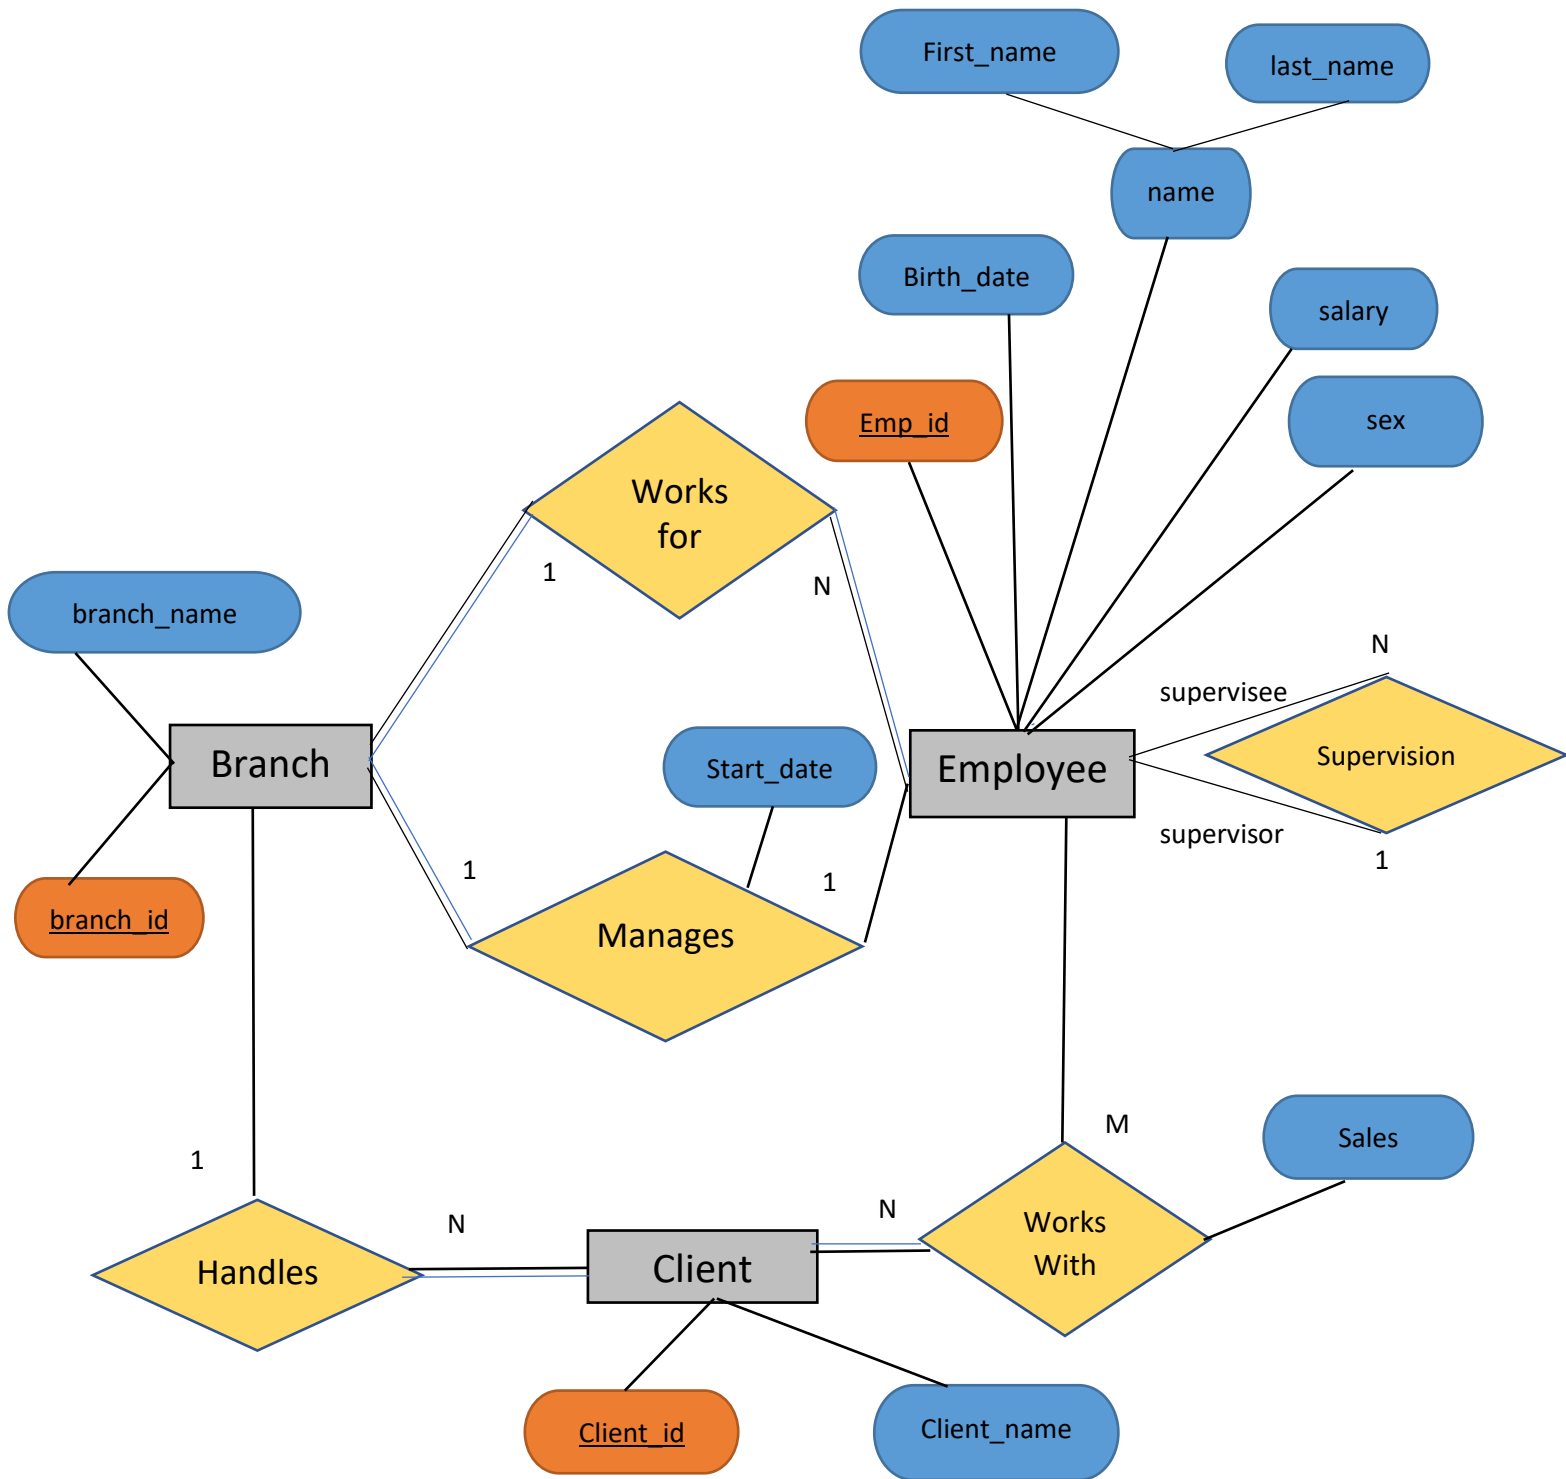 First_name
last_name
name
Birth_date
salary
Emp_id
sex
Works
for
1
N
branch_name
N
supervisee
Branch
Start_date
Employee
Supervision
supervisor
1
1
1
branch_id
Manages
M
Sales
1
N
N
Works
With
Handles
Client
Client_id
Client_name